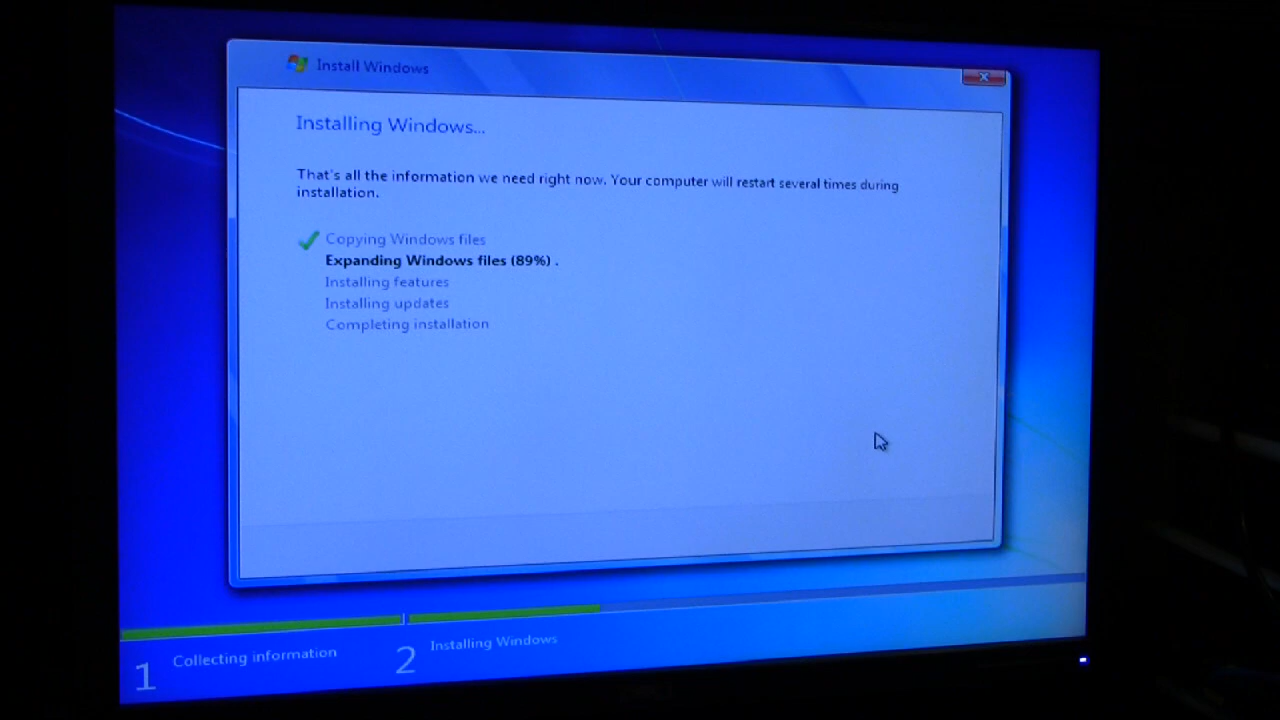 Install Windows
Installing Windows...
That's all the information we need right now. Your computer will restart several times during
installation.
Copying Windows files
Expanding Windows files (89%) .
Installing features
Installing updates
Completing installation
1 Collecting information
2 Installing Windows